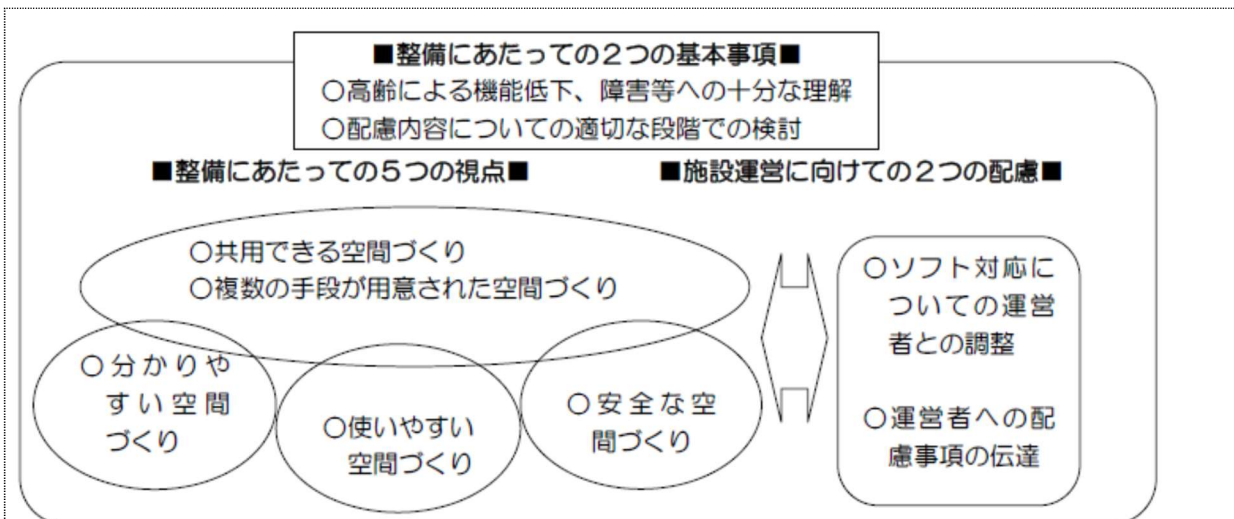 ■整備にあたっての２つの基本事項■
○高齢による機能低下、障害等への十分な理解
○配慮内容についての適切な段階での検討
■整備にあたっての５つの視点■
■施設運営に向けての２つの配慮■
○共用できる空間づくり
○複数の手段が用意された空間づくり
○分かりや
すい空間
づくり
○使いやすい
空間づくり
○安全な空
間づくり
○ソフト対応に
ついての運営
者との調整
○運営者への配
慮事項の伝達